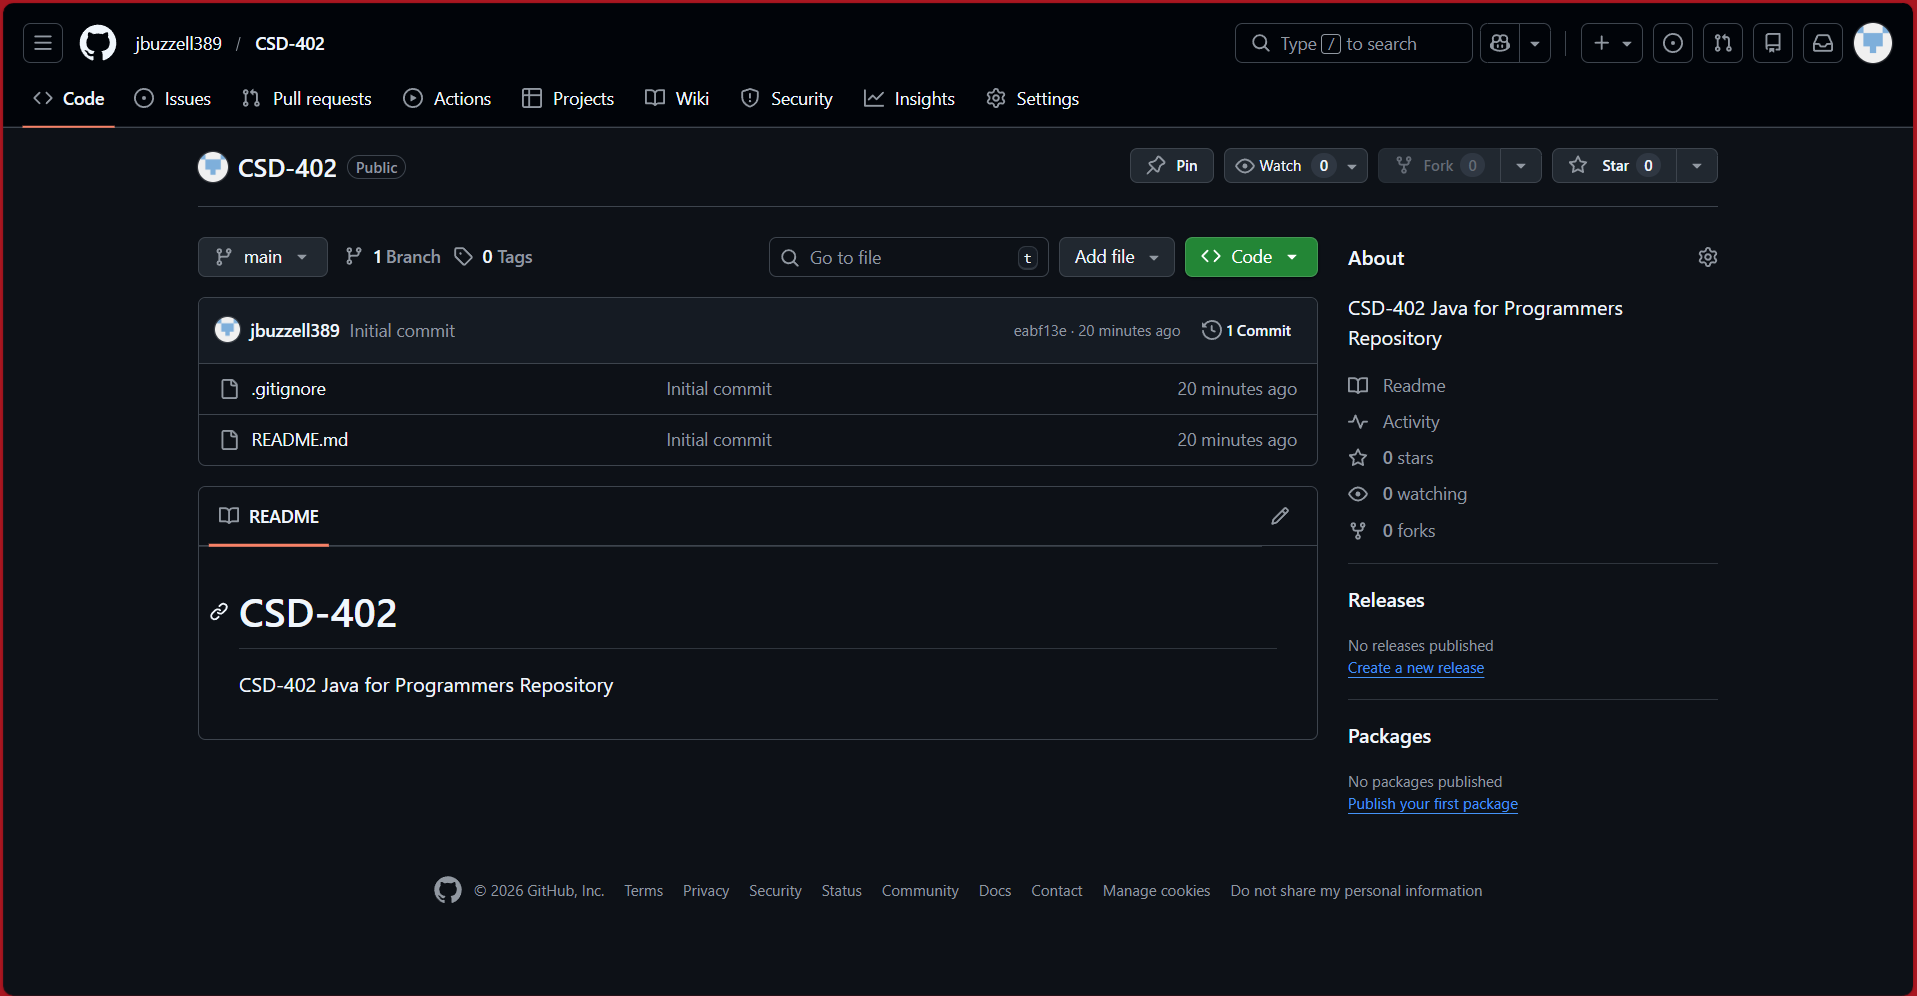 jbuzzell389 / CSD-402
Type / to search
Code Issues Pull requests Actions Projects Wiki Security Insights Settings
CSD-402 Public
Pin Watch 0 Fork 0 Star 0
main 1 Branch 0 Tags
Go to file t Add file Code
jbuzzell389 Initial commit eabf13e · 20 minutes ago 1 Commit
.gitignore Initial commit 20 minutes ago
README.md Initial commit 20 minutes ago
README
CSD-402
CSD-402 Java for Programmers Repository
About
CSD-402 Java for Programmers
Repository
Readme
Activity
0 stars
0 watching
0 forks
Releases
No releases published
Create a new release
Packages
No packages published
Publish your first package
© 2026 GitHub, Inc. Terms Privacy Security Status Community Docs Contact Manage cookies Do not share my personal information